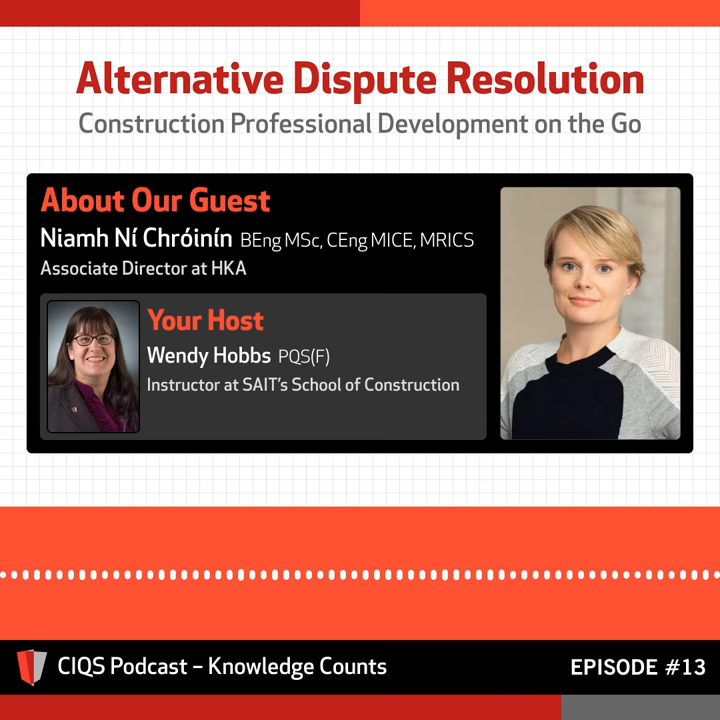 Alternative Dispute Resolution
Construction Professional Development on the Go
About Our Guest
Niamh Ní Chróinín BEng MSc, CEng MICE, MRICS
Associate Director at HKA
Your Host
Wendy Hobbs PQS(F)
Instructor at SAIT’s School of Construction
CIQS Podcast – Knowledge Counts
EPISODE #13